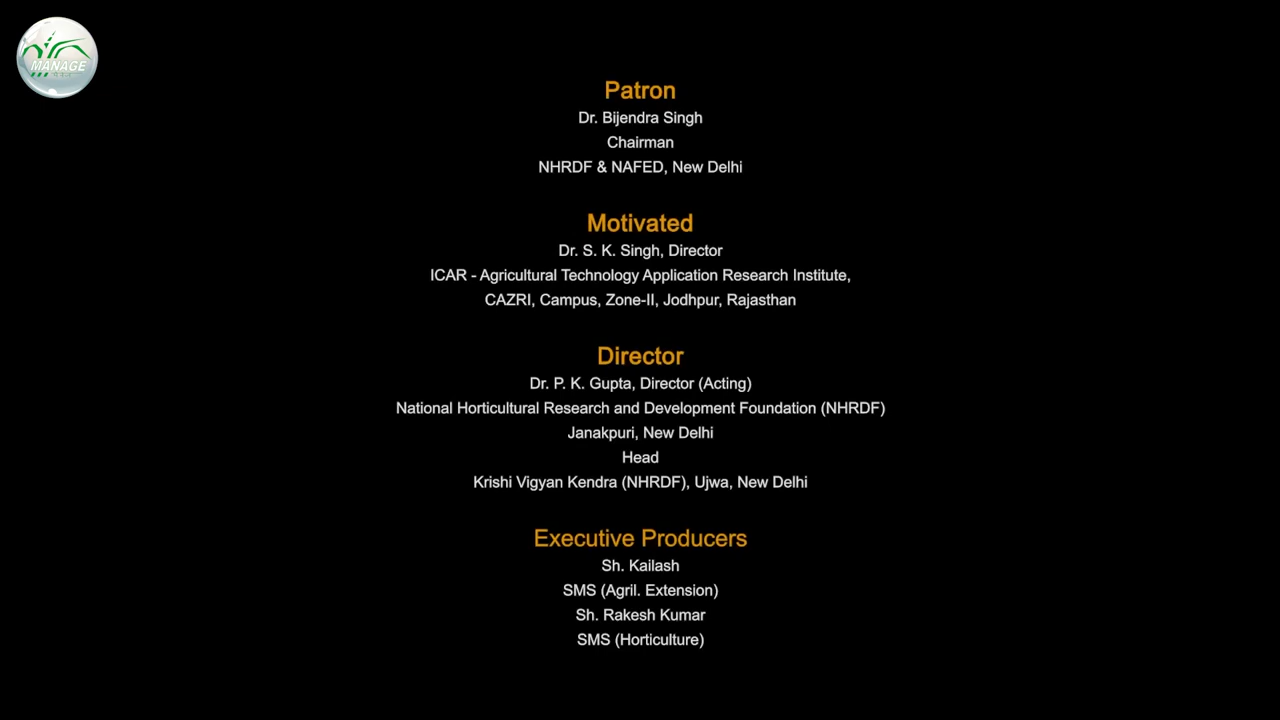 MANAGE
Patron
Dr. Bijendra Singh
Chairman
NHRDF & NAFED, New Delhi
Motivated
Dr. S. K. Singh, Director
ICAR - Agricultural Technology Application Research Institute,
CAZRI, Campus, Zone-II, Jodhpur, Rajasthan
Director
Dr. P. K. Gupta, Director (Acting)
National Horticultural Research and Development Foundation (NHRDF)
Janakpuri, New Delhi
Head
Krishi Vigyan Kendra (NHRDF), Ujwa, New Delhi
Executive Producers
Sh. Kailash
SMS (Agril. Extension)
Sh. Rakesh Kumar
SMS (Horticulture)